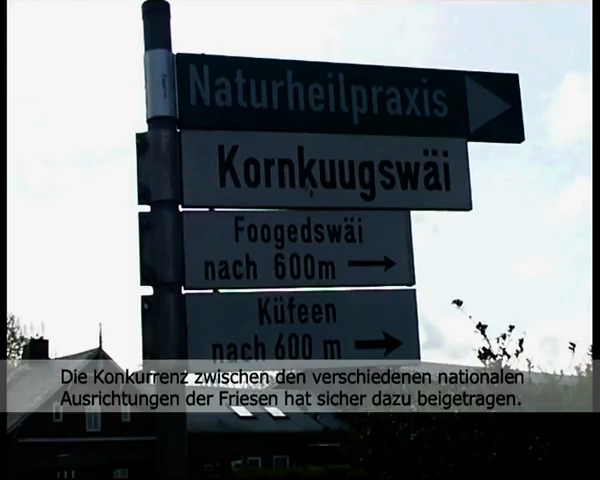 Naturheilpraxis
Kornkuugswäi
Foogedswäi
nach 600m
Küfeen
nach 600 m
Die Konkurrenz zwischen den verschiedenen nationalen
Ausrichtungen der Friesen hat sicher dazu beigetragen.